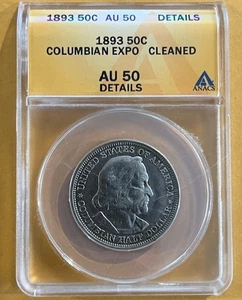 1893 50C AU 50 DETAILS
1893 50C
COLUMBIAN EXPO CLEANED
AU 50
DETAILS
ANACS
UNITED STATES OF AMERICA
COLUMBIAN HALF DOLLAR